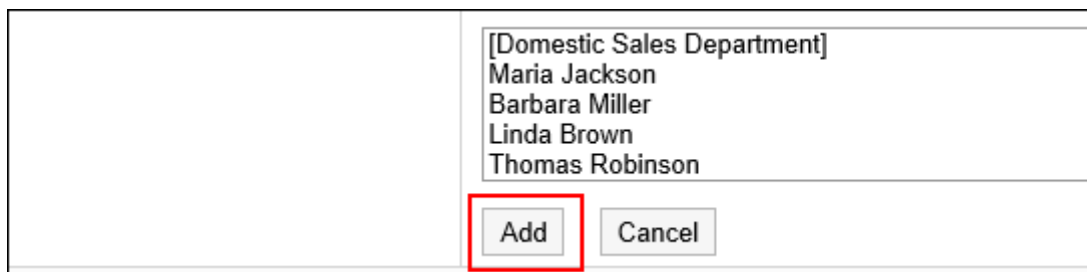 [Domestic Sales Department]
Maria Jackson
Barbara Miller
Linda Brown
Thomas Robinson
Add Cancel